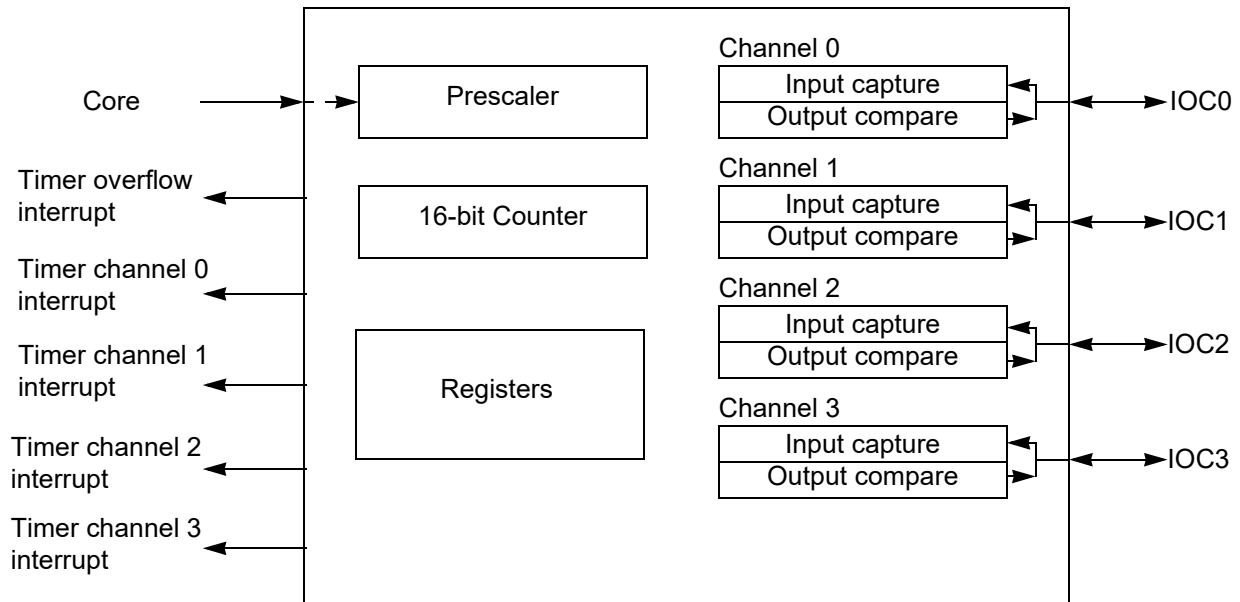 Core
Timer overflow
interrupt
Timer channel 0
interrupt
Timer channel 1
interrupt
Timer channel 2
interrupt
Timer channel 3
interrupt
Prescaler
16-bit Counter
Registers
Channel 0
Input capture
Output compare
IOC0
Channel 1
Input capture
Output compare
IOC1
Channel 2
Input capture
Output compare
IOC2
Channel 3
Input capture
Output compare
IOC3